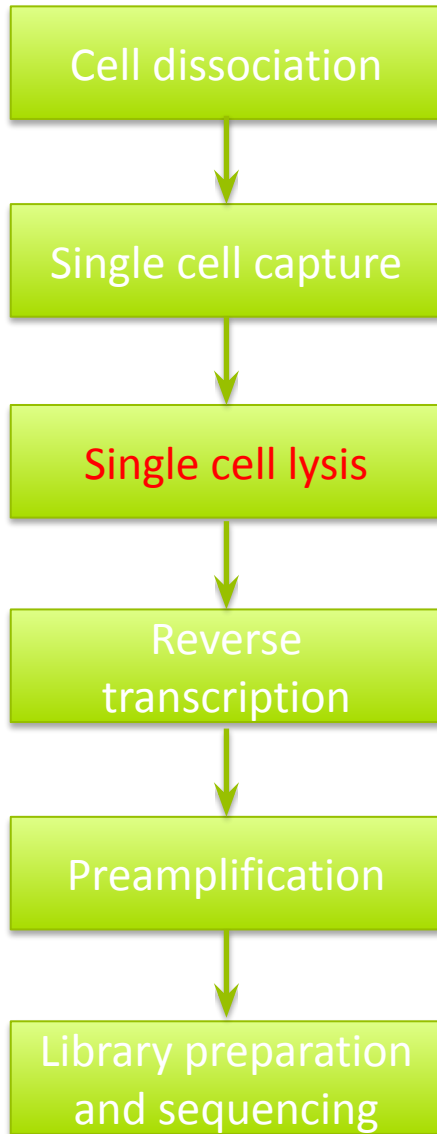 Cell dissociation
Single cell capture
Single cell lysis
Reverse
transcription
Preamplification
Library preparation
and sequencing